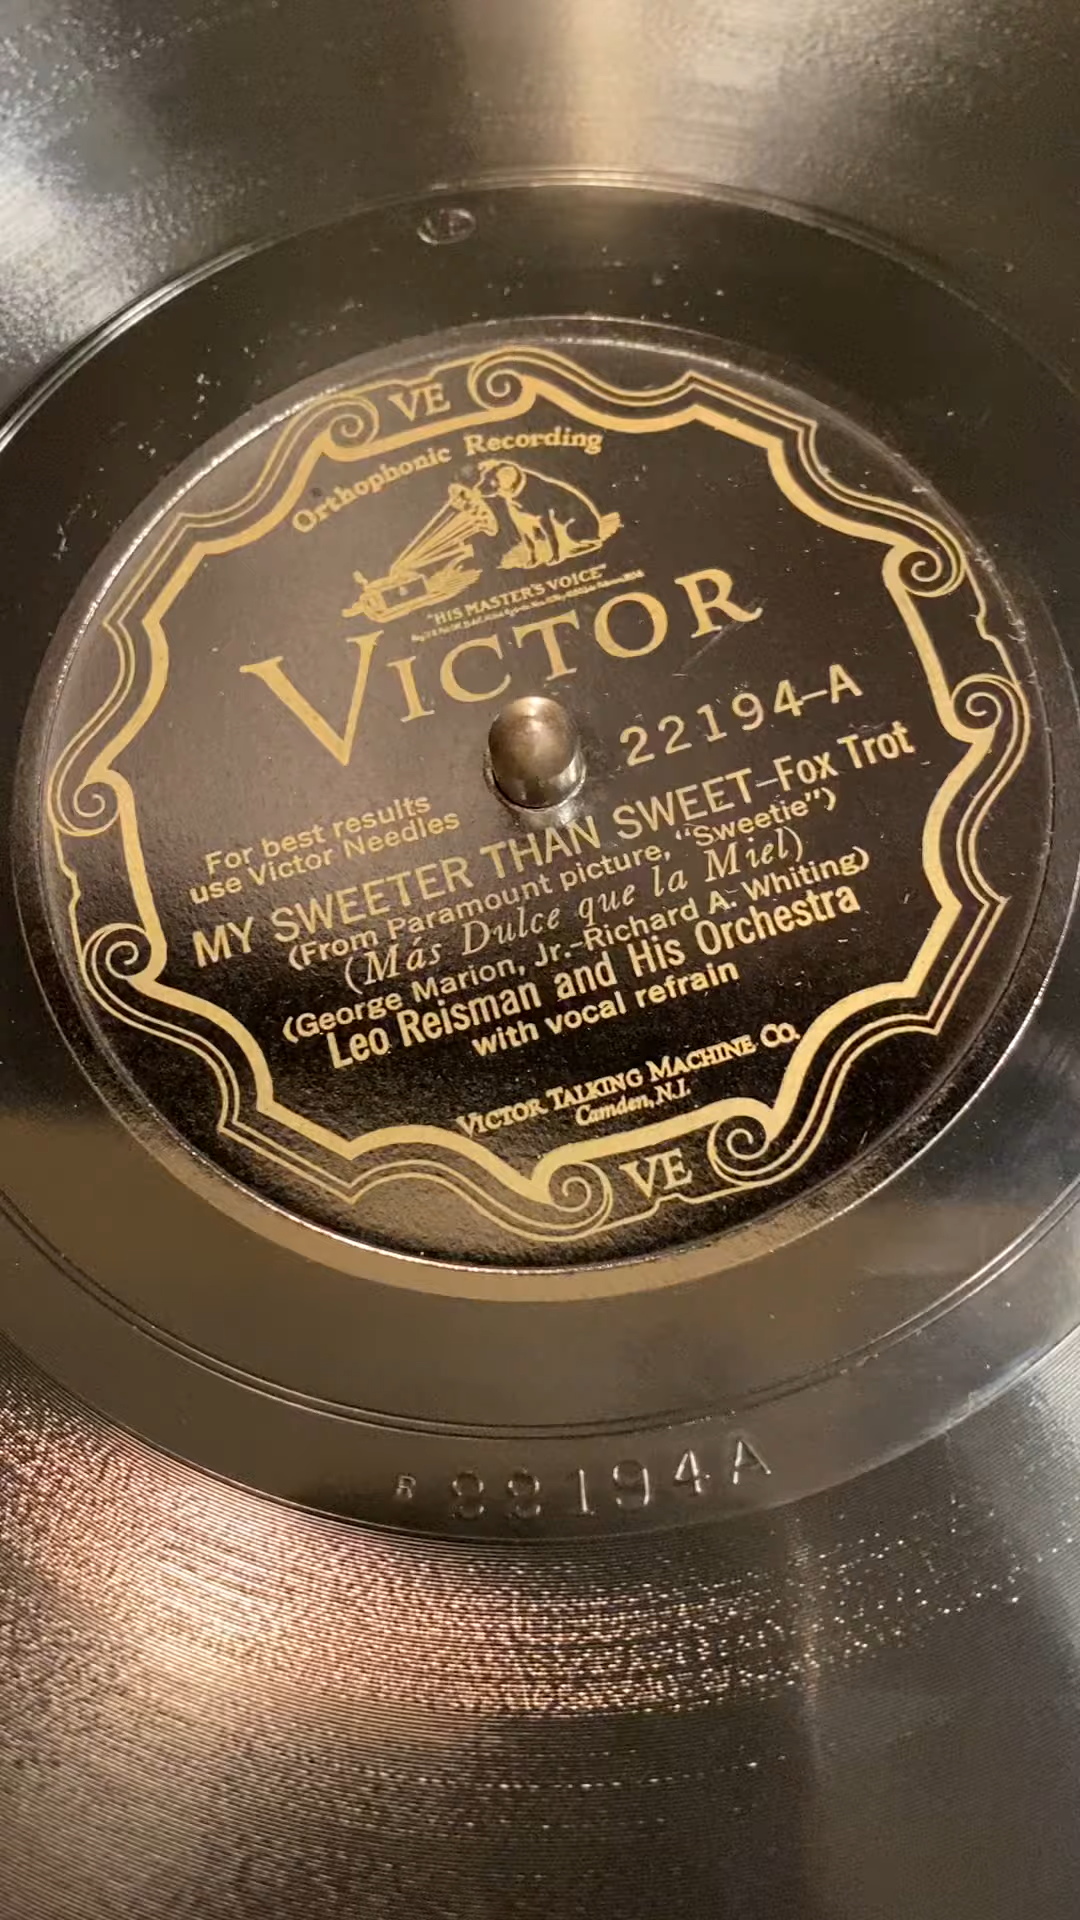 VE
Orthophonic Recording
"HIS MASTER'S VOICE"
VICTOR
22194-A
For best results
use Victor Needles
MY SWEETER THAN SWEET-Fox Trot
(From Paramount picture, "Sweetie")
(Más Dulce que la Miel)
(George Marion, Jr.-Richard A. Whiting)
Leo Reisman and His Orchestra
with vocal refrain
VICTOR TALKING MACHINE CO.
Camden, N.J.
VE
R 22194A